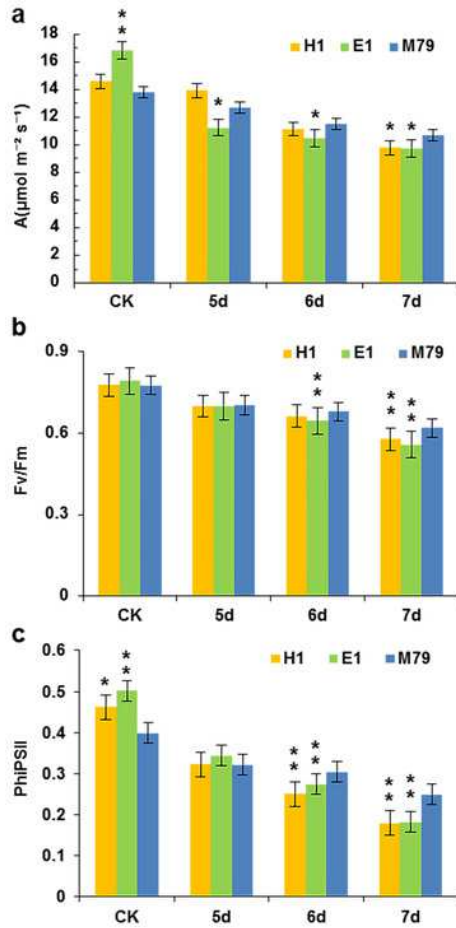 a
**
H1 E1 M79
18
16
14
12
10
8
6
4
2
0
A(μmol m⁻² s⁻¹)
*
*
* *
CK 5d 6d 7d
b
H1 E1 M79
0.9
0.6
0.3
0
Fv/Fm
**
** **
CK 5d 6d 7d
c
H1 E1 M79
0.6
0.5
0.4
0.3
0.2
0.1
0
PhiPSII
* **
** **
** **
CK 5d 6d 7d